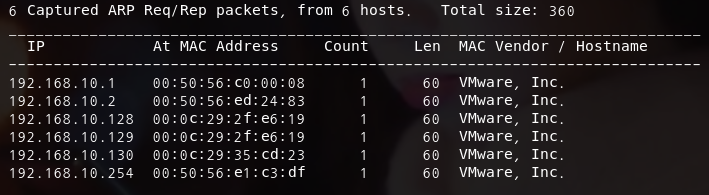 6 Captured ARP Req/Rep packets, from 6 hosts.   Total size: 360
_____________________________________________________________________________
  IP            At MAC Address     Count     Len  MAC Vendor / Hostname
-----------------------------------------------------------------------------
192.168.10.1    00:50:56:c0:00:08      1      60  VMware, Inc.
192.168.10.2    00:50:56:ed:24:83      1      60  VMware, Inc.
192.168.10.128  00:0c:29:2f:e6:19      1      60  VMware, Inc.
192.168.10.129  00:0c:29:2f:e6:19      1      60  VMware, Inc.
192.168.10.130  00:0c:29:35:cd:23      1      60  VMware, Inc.
192.168.10.254  00:50:56:e1:c3:df      1      60  VMware, Inc.